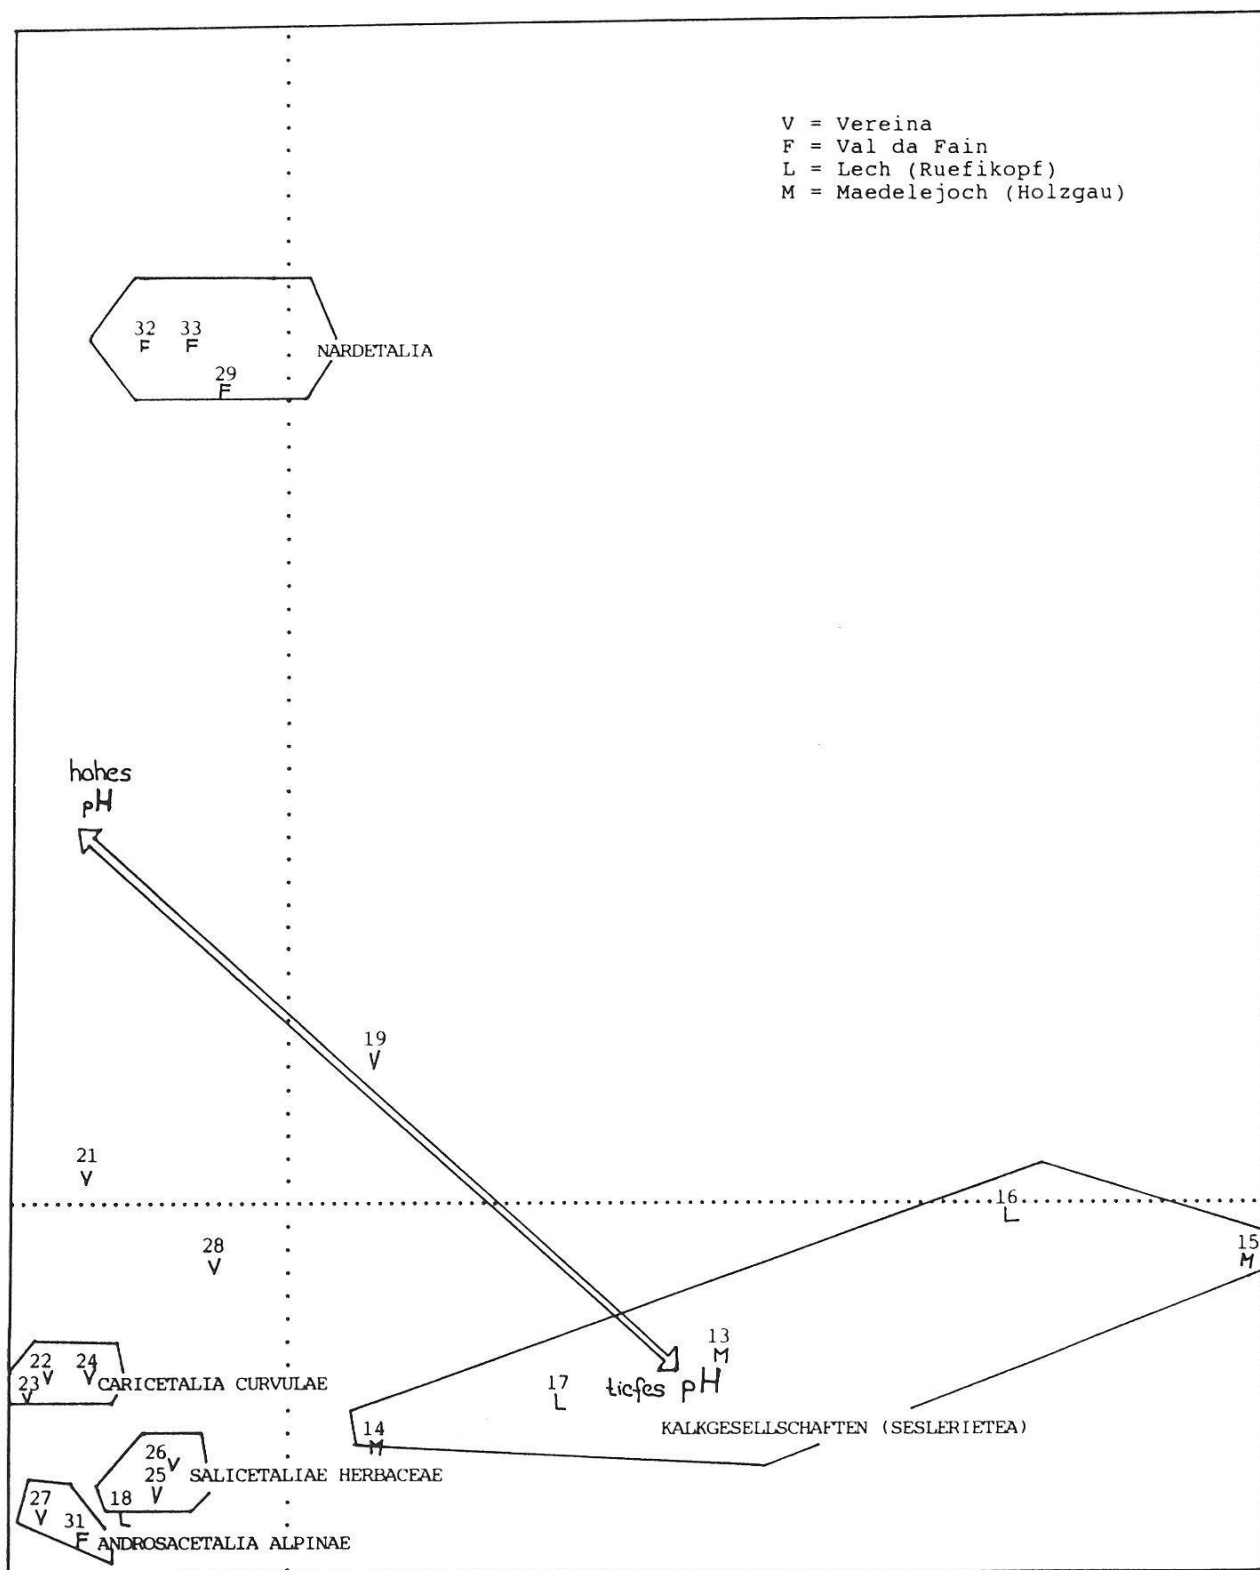 V = Vereina
F = Val da Fain
L = Lech (Ruefikopf)
M = Maedelejoch (Holzgau)
32 33
F F
NARDETALIA
29
F
hohes
pH
19
V
21
V
16
L
28
V
15
M
13
M
22 24
V V
23
V
CARICETALIA CURVULAE
17
L
tiefes pH
14
M
KALKGESELLSCHAFTEN (SESLERIETEA)
26
V
25
V
SALICETALIAE HERBACEAE
27
V
18
L
31
F
ANDROSACETALIA ALPINAE